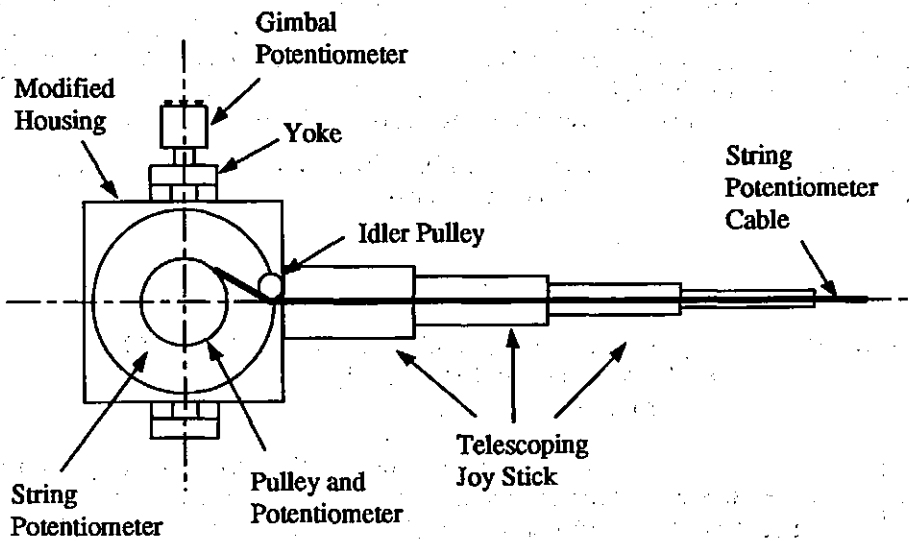 Gimbal
Potentiometer
Modified
Housing
Yoke
String
Potentiometer
Cable
Idler Pulley
Telescoping
Joy Stick
String
Potentiometer
Pulley and
Potentiometer